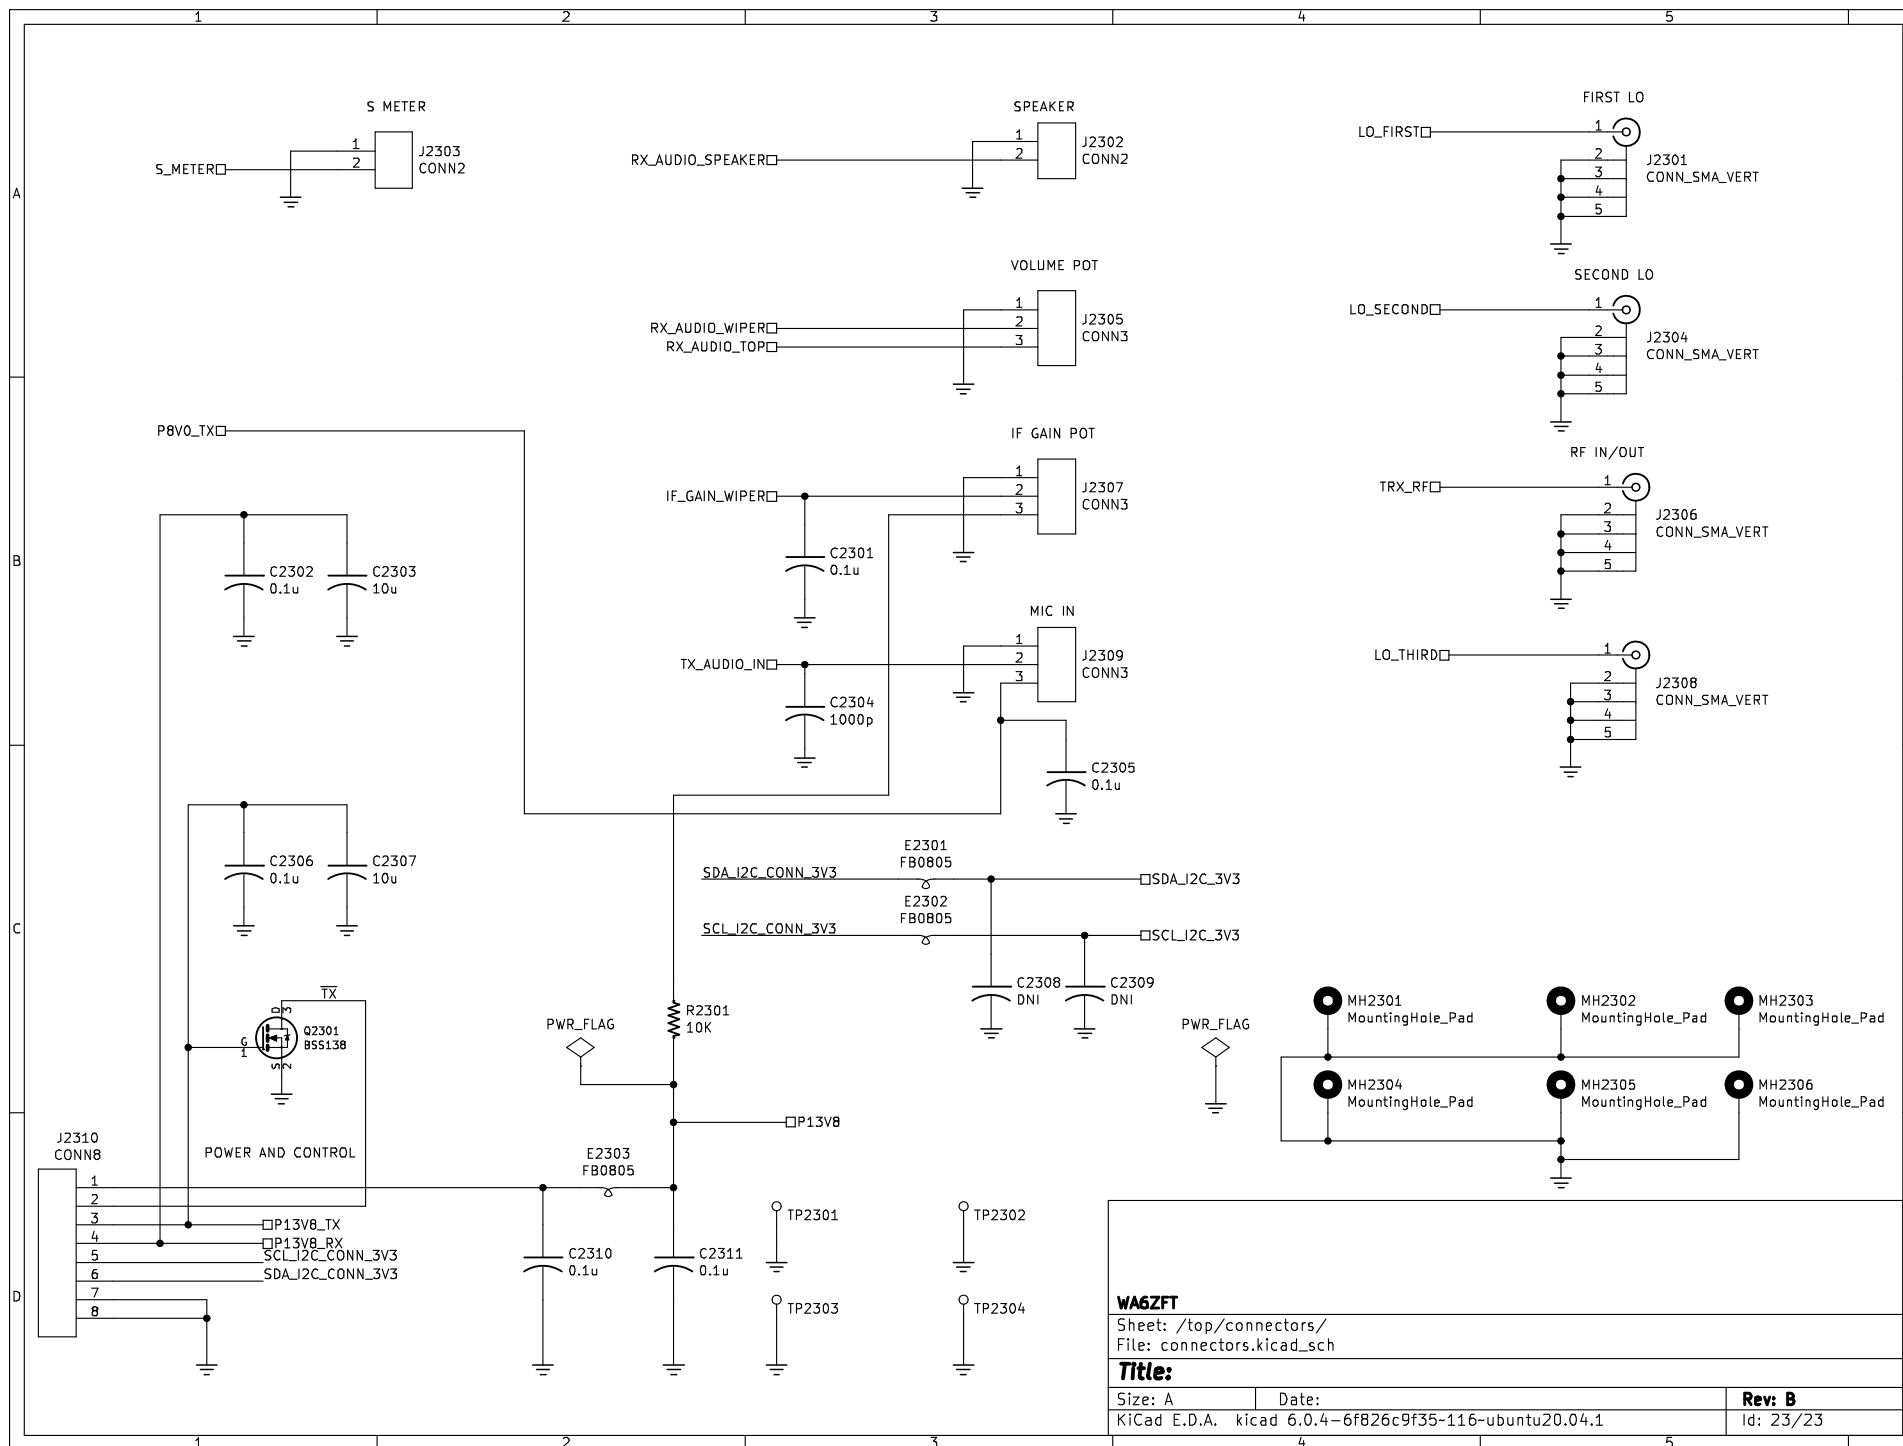 1 2 3 4 5
A
B
C
D
S METER
1
2
J2303
CONN2
S_METER
SPEAKER
1
2
J2302
CONN2
RX_AUDIO_SPEAKER
FIRST LO
LO_FIRST
1
2
3
4
5
J2301
CONN_SMA_VERT
VOLUME POT
1
2
3
J2305
CONN3
RX_AUDIO_WIPER
RX_AUDIO_TOP
SECOND LO
LO_SECOND
1
2
3
4
5
J2304
CONN_SMA_VERT
P8V0_TX
IF GAIN POT
1
2
3
J2307
CONN3
IF_GAIN_WIPER
C2301
0.1u
RF IN/OUT
TRX_RF
1
2
3
4
5
J2306
CONN_SMA_VERT
C2302
0.1u
C2303
10u
MIC IN
1
2
3
J2309
CONN3
TX_AUDIO_IN
C2304
1000p
C2305
0.1u
LO_THIRD
1
2
3
4
5
J2308
CONN_SMA_VERT
C2306
0.1u
C2307
10u
E2301
FB0805
SDA_I2C_CONN_3V3
SDA_I2C_3V3
E2302
FB0805
SCL_I2C_CONN_3V3
SCL_I2C_3V3
C2308
DNI
C2309
DNI
TX
D
3
G
1
S
2
Q2301
BSS138
PWR_FLAG
R2301
10K
PWR_FLAG
MH2301
MountingHole_Pad
MH2302
MountingHole_Pad
MH2303
MountingHole_Pad
MH2304
MountingHole_Pad
MH2305
MountingHole_Pad
MH2306
MountingHole_Pad
P13V8
J2310
CONN8
POWER AND CONTROL
E2303
FB0805
1
2
3
4
5
6
7
8
P13V8_TX
P13V8_RX
SCL_I2C_CONN_3V3
SDA_I2C_CONN_3V3
C2310
0.1u
C2311
0.1u
TP2301
TP2302
TP2303
TP2304
WA6ZFT
Sheet: /top/connectors/
File: connectors.kicad_sch
Title:
Size: A Date: Rev: B
KiCad E.D.A. kicad 6.0.4-6f826c9f35~116~ubuntu20.04.1 Id: 23/23
1 2 3 4 5